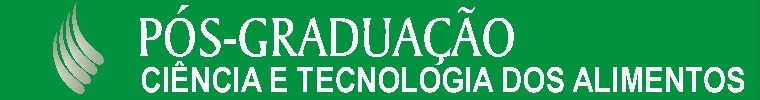 PÓS-GRADUAÇÃO
CIÊNCIA E TECNOLOGIA DOS ALIMENTOS